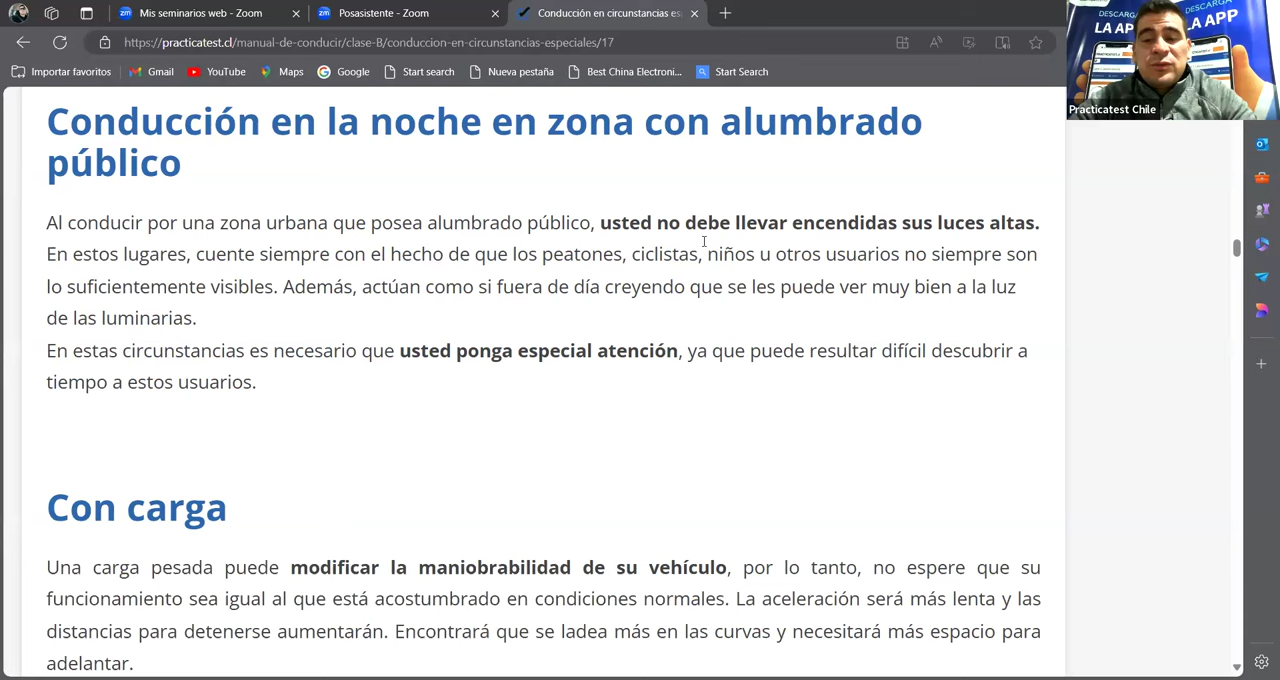 Mis seminarios web - Zoom
Posasistente - Zoom
Conducción en circunstancias es
https://practicatest.cl/manual-de-conducir/clase-B/conduccion-en-circunstancias-especiales/17
Importar favoritos
Gmail
YouTube
Maps
Google
Start search
Nueva pestaña
Best China Electroni...
Start Search
DESCARGA
LA APP
DESCARGA
LA APP
Practicatest Chile
Conducción en la noche en zona con alumbrado
público
Al conducir por una zona urbana que posea alumbrado público, usted no debe llevar encendidas sus luces altas.
En estos lugares, cuente siempre con el hecho de que los peatones, ciclistas, niños u otros usuarios no siempre son
lo suficientemente visibles. Además, actúan como si fuera de día creyendo que se les puede ver muy bien a la luz
de las luminarias.
En estas circunstancias es necesario que usted ponga especial atención, ya que puede resultar difícil descubrir a
tiempo a estos usuarios.
Con carga
Una carga pesada puede modificar la maniobrabilidad de su vehículo, por lo tanto, no espere que su
funcionamiento sea igual al que está acostumbrado en condiciones normales. La aceleración será más lenta y las
distancias para detenerse aumentarán. Encontrará que se ladea más en las curvas y necesitará más espacio para
adelantar.